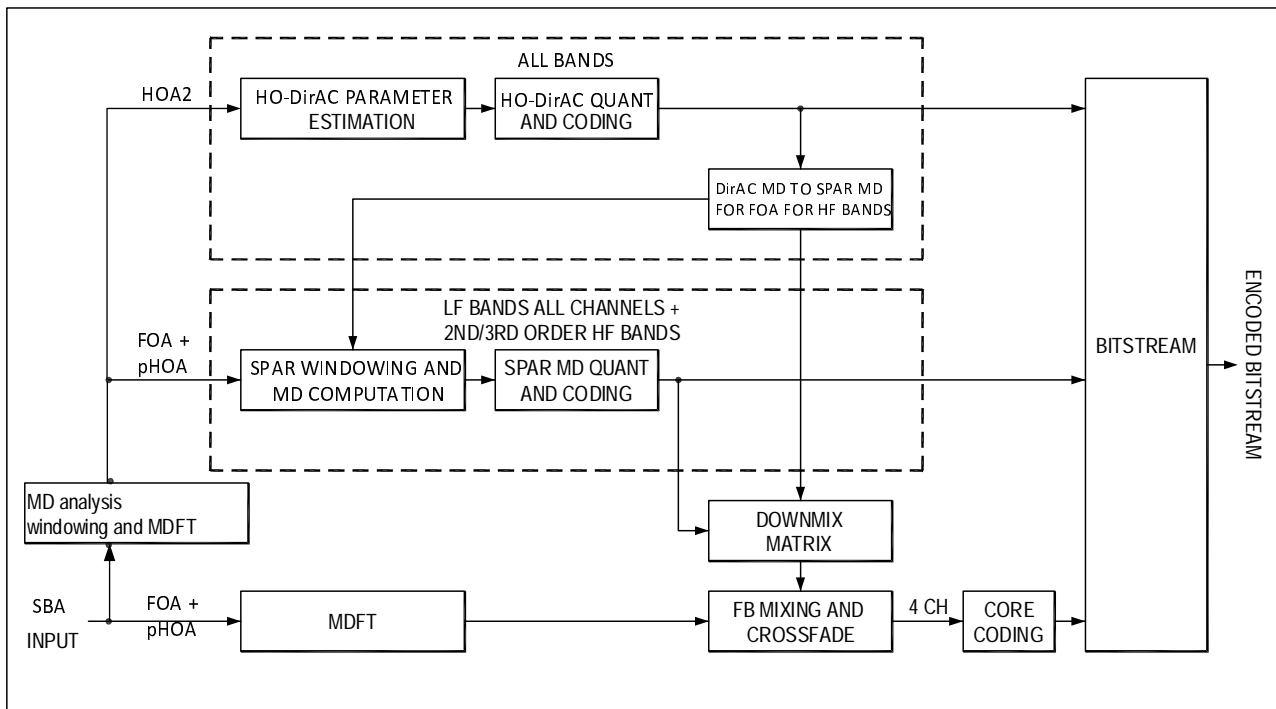 ALL BANDS
HOA2
HO-DirAC PARAMETER
ESTIMATION
HO-DirAC QUANT
AND CODING
DirAC MD TO SPAR MD
FOR FOA FOR HF BANDS
LF BANDS ALL CHANNELS +
2ND/3RD ORDER HF BANDS
FOA +
pHOA
SPAR WINDOWING AND
MD COMPUTATION
SPAR MD QUANT
AND CODING
BITSTREAM
ENCODED BITSTREAM
MD analysis
windowing and MDFT
DOWNMIX
MATRIX
SBA
INPUT
FOA +
pHOA
MDFT
FB MIXING AND
CROSSFADE
4 CH
CORE
CODING